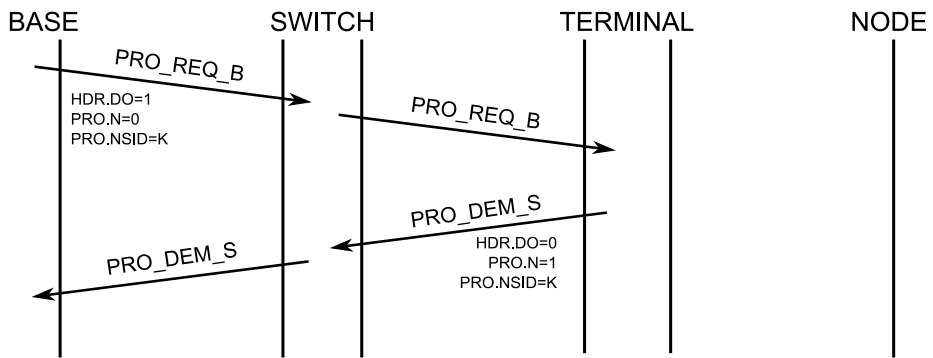 BASE SWITCH TERMINAL NODE
PRO_REQ_B
HDR.DO=1
PRO.N=0
PRO.NSID=K
PRO_REQ_B
PRO_DEM_S
HDR.DO=0
PRO.N=1
PRO.NSID=K
PRO_DEM_S